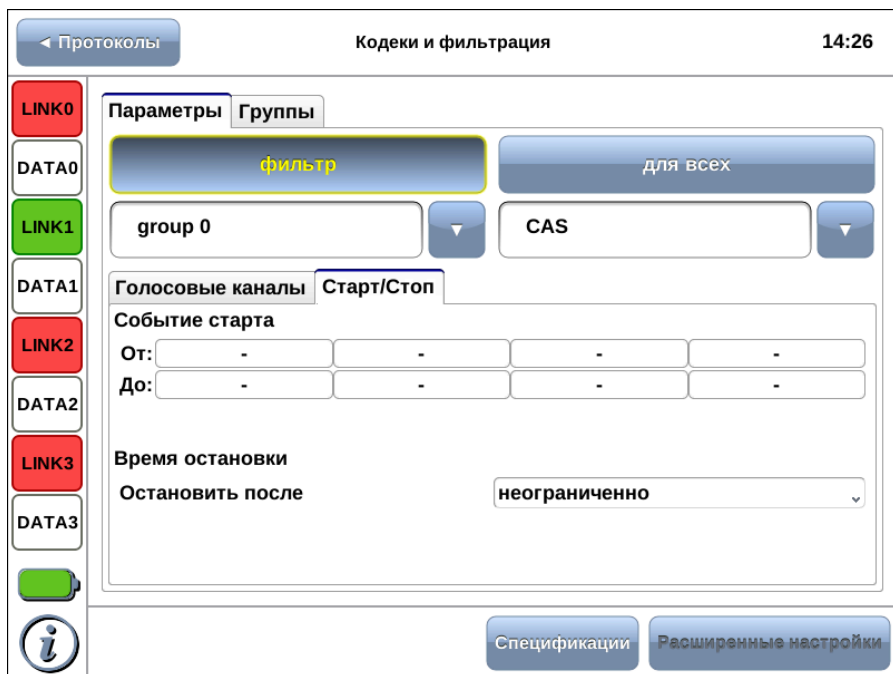 ◄ Протоколы Кодеки и фильтрация 14:26
LINK0
DATA0
LINK1
DATA1
LINK2
DATA2
LINK3
DATA3
i
Параметры Группы
фильтр для всех
group 0 ▼ CAS ▼
Голосовые каналы Старт/Стоп
Событие старта
От: - - - -
До: - - - -
Время остановки
Остановить после неограниченно
Спецификации Расширенные настройки